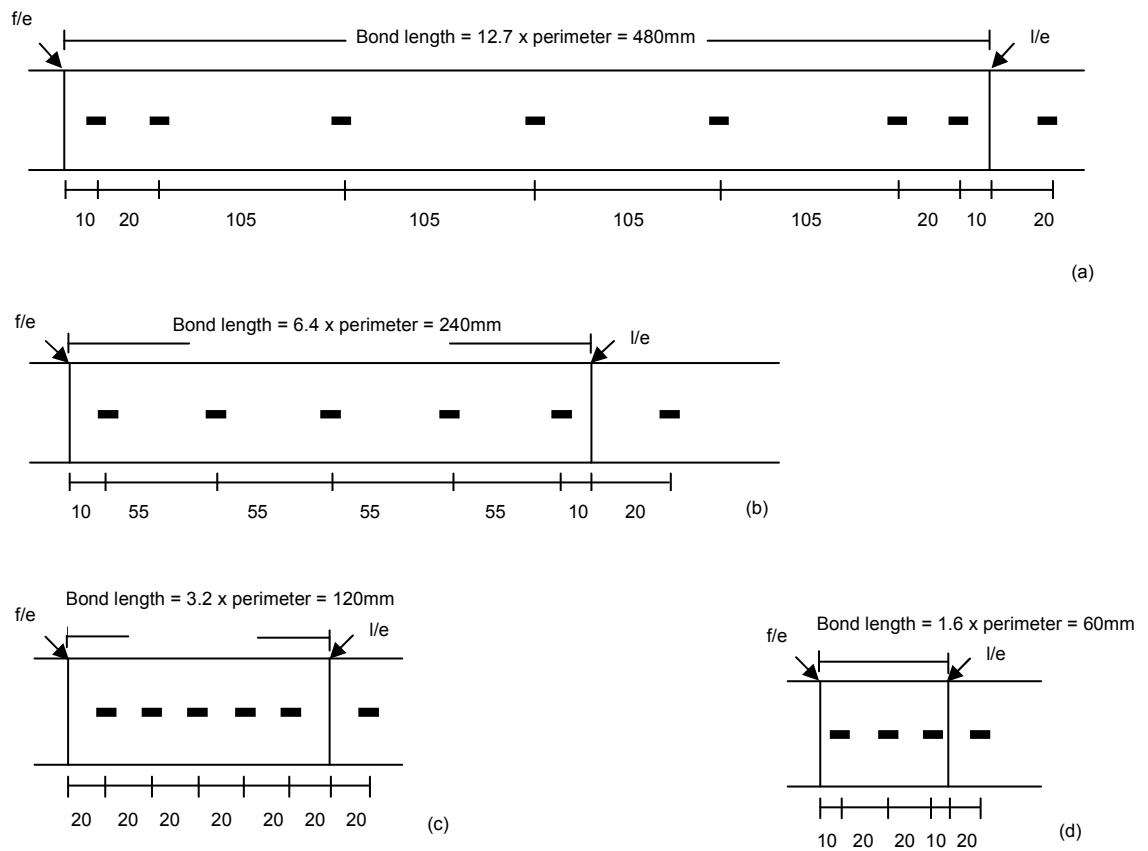 f/e
Bond length = 12.7 x perimeter = 480mm
l/e
10 20 105 105 105 105 20 10 20
(a)
f/e
Bond length = 6.4 x perimeter = 240mm
l/e
10 55 55 55 55 10 20
(b)
Bond length = 3.2 x perimeter = 120mm
f/e
l/e
20 20 20 20 20 20 20
(c)
Bond length = 1.6 x perimeter = 60mm
f/e
l/e
10 20 20 10 20
(d)